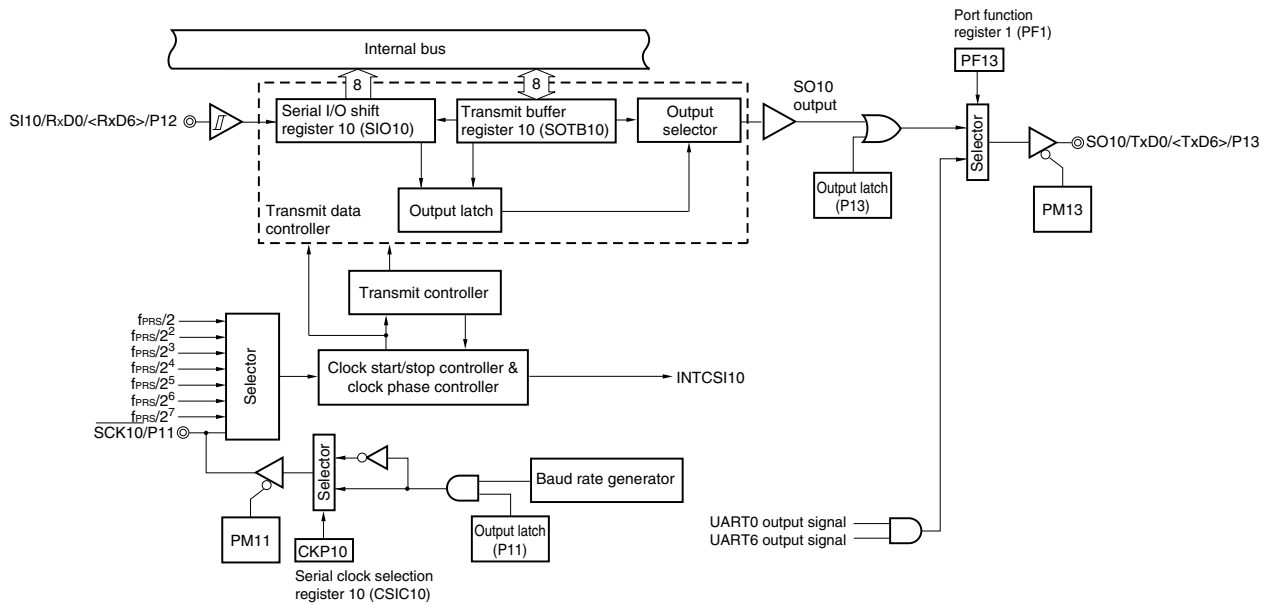 Port function
register 1 (PF1)
Internal bus
PF13
8
8
SO10
output
SI10/RxD0/<RxD6>/P12
Serial I/O shift
register 10 (SIO10)
Transmit buffer
register 10 (SOTB10)
Output
selector
Selector
SO10/TxD0/<TxD6>/P13
Output latch
(P13)
PM13
Output latch
Transmit data
controller
Transmit controller
fPRS/2
fPRS/2²
fPRS/2³
fPRS/2⁴
fPRS/2⁵
fPRS/2⁶
fPRS/2⁷
SCK10/P11
Selector
Clock start/stop controller &
clock phase controller
INTCSI10
Selector
Baud rate generator
PM11
CKP10
Output latch
(P11)
Serial clock selection
register 10 (CSIC10)
UART0 output signal
UART6 output signal